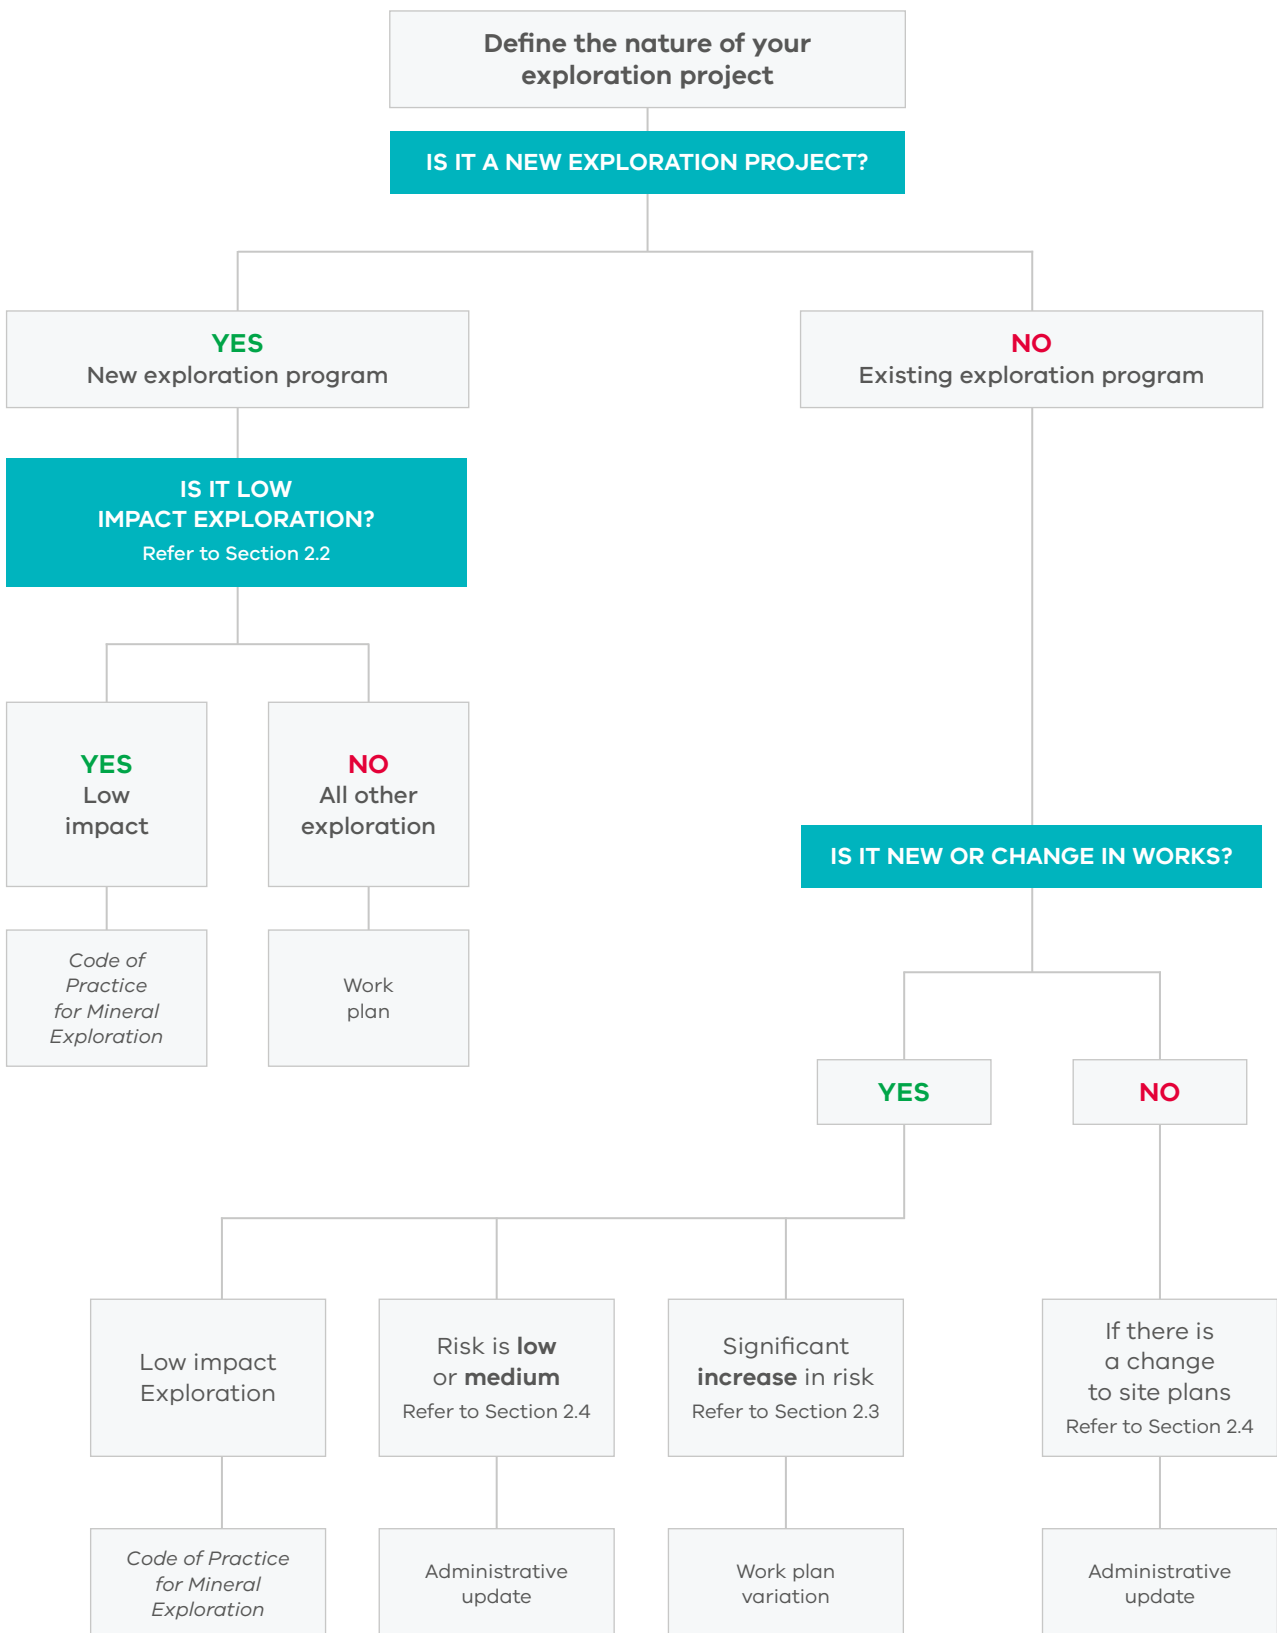 Define the nature of your
exploration project
IS IT A NEW EXPLORATION PROJECT?
YES
New exploration program
NO
Existing exploration program
IS IT LOW
IMPACT EXPLORATION?
Refer to Section 2.2
YES
Low
impact
NO
All other
exploration
Code of
Practice
for Mineral
Exploration
Work
plan
IS IT NEW OR CHANGE IN WORKS?
YES
NO
Low impact
Exploration
Risk is low
or medium
Refer to Section 2.4
Significant
increase in risk
Refer to Section 2.3
If there is
a change
to site plans
Refer to Section 2.4
Code of Practice
for Mineral
Exploration
Administrative
update
Work plan
variation
Administrative
update